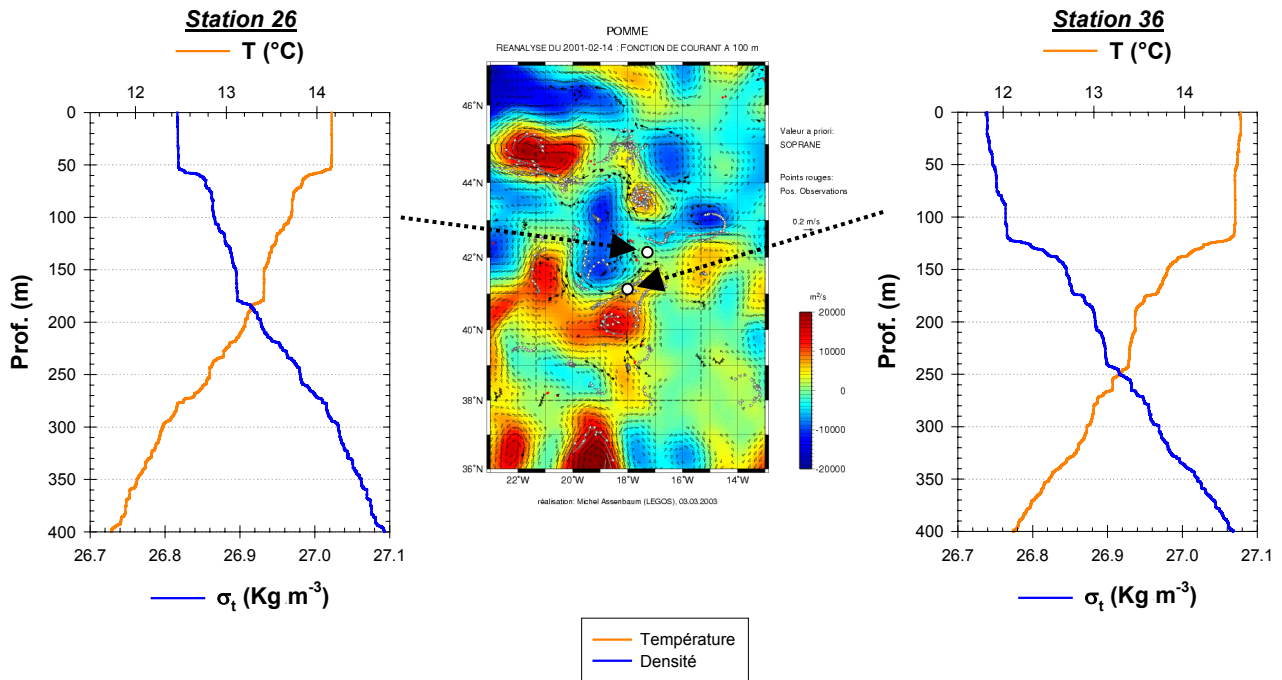 Station 26
T (°C)
12 13 14
0
50
100
150
200
250
300
350
400
Prof. (m)
26.7 26.8 26.9 27.0 27.1
σt (Kg m-3)
POMME
REANALYSE DU 2001-02-14 : FONCTION DE COURANT A 100 m
46°N
44°N
42°N
40°N
38°N
36°N
22°W 20°W 18°W 16°W 14°W
Valeur a priori:
SOPRANE
Points rouges:
Pos. Observations
0.2 m/s
m²/s
20000
10000
0
-10000
-20000
réalisation: Michel Assenbaum (LEGOS), 03.03.2003
Station 36
T (°C)
12 13 14
0
50
100
150
200
250
300
350
400
Prof. (m)
26.7 26.8 26.9 27.0 27.1
σt (Kg m-3)
Température
Densité